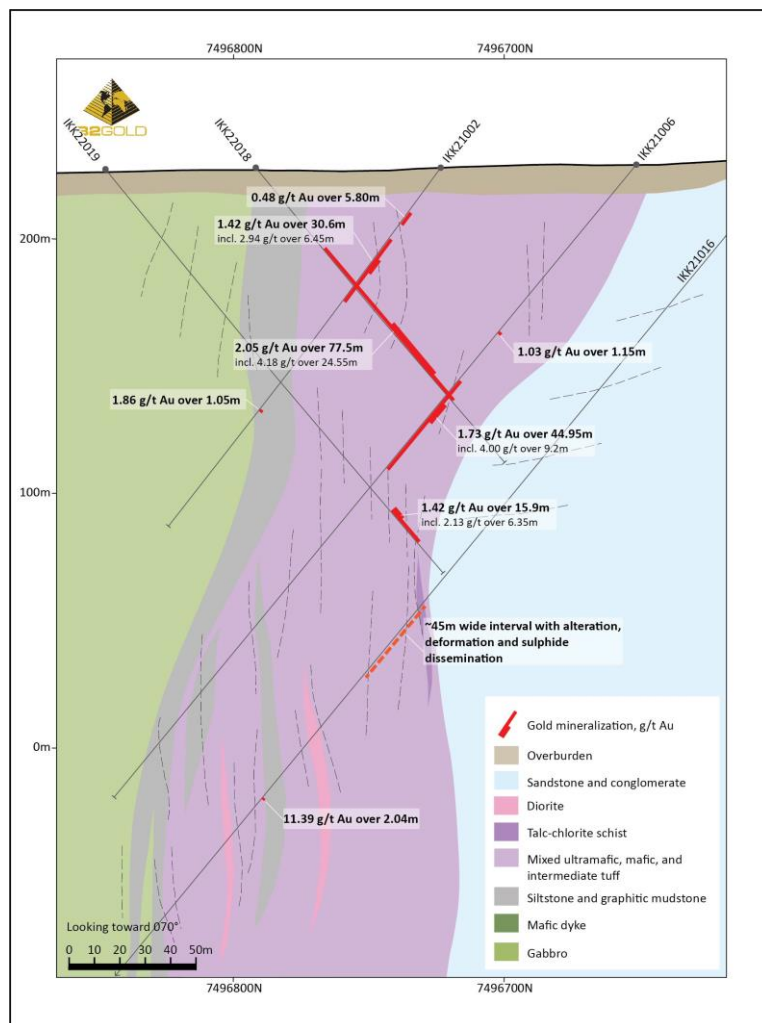 7496800N
7496700N
B2GOLD
IKK22019
IKK22018
IKK21002
IKK21006
IKK21016
0.48 g/t Au over 5.80m
1.42 g/t Au over 30.6m
incl. 2.94 g/t over 6.45m
200m
2.05 g/t Au over 77.5m
incl. 4.18 g/t over 24.55m
1.03 g/t Au over 1.15m
1.86 g/t Au over 1.05m
1.73 g/t Au over 44.95m
incl. 4.00 g/t over 9.2m
100m
1.42 g/t Au over 15.9m
incl. 2.13 g/t over 6.35m
~45m wide interval with alteration,
deformation and sulphide
dissemination
0m
11.39 g/t Au over 2.04m
Gold mineralization, g/t Au
Overburden
Sandstone and conglomerate
Diorite
Talc-chlorite schist
Mixed ultramafic, mafic, and
intermediate tuff
Siltstone and graphitic mudstone
Mafic dyke
Gabbro
Looking toward 070°
0 10 20 30 40 50m
7496800N
7496700N